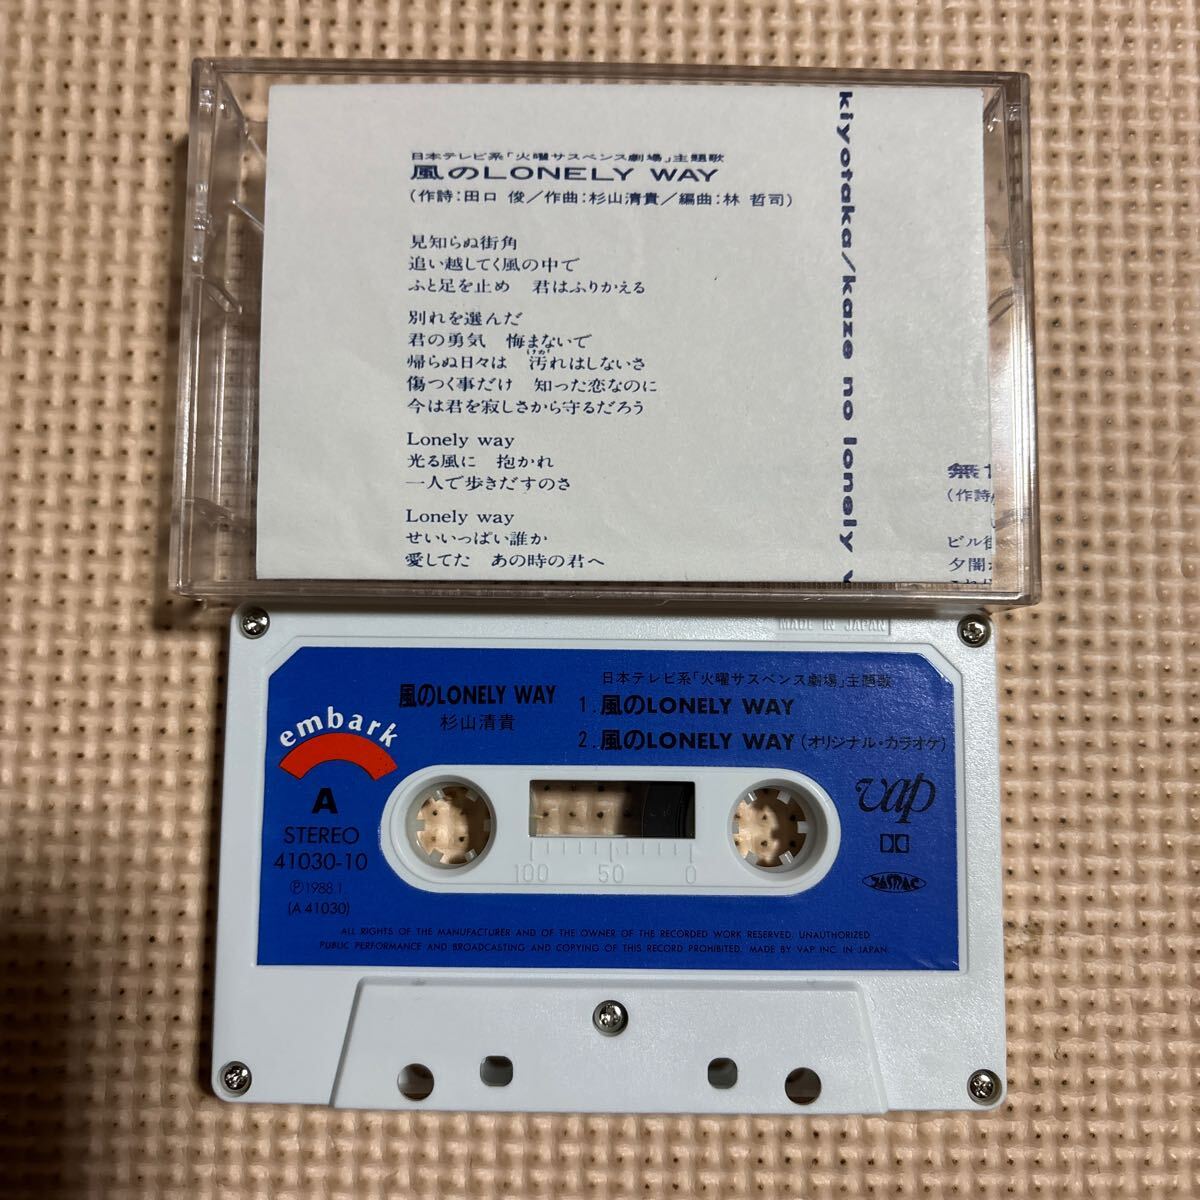 日本テレビ系「火曜サスペンス劇場」主題歌
風のLONELY WAY
(作詩:田口 俊/作曲:杉山清貴/編曲:林 哲司)
見知らぬ街角
追い越してく風の中で
ふと足を止め 君はふりかえる
別れを選んだ
君の勇気 悔まないで
帰らぬ日々は 汚れはしないさ
傷つく事だけ 知った恋なのに
今は君を寂しさから守るだろう
Lonely way
光る風に 抱かれ
一人で歩きだすのさ
Lonely way
せいいっぱい誰か
愛してた あの時の君へ
kiyotaka/kaze no lonely
(作詩
ビル街
夕闇
MADE IN JAPAN
embark
A
STEREO
41030-10
Ⓟ1988.1.
(A 41030)
風のLONELY WAY
杉山清貴
日本テレビ系「火曜サスペンス劇場」主題歌
1. 風のLONELY WAY
2. 風のLONELY WAY (オリジナル・カラオケ)
vap
JASRAC
100 50 0
ALL RIGHTS OF THE MANUFACTURER AND OF THE OWNER OF THE RECORDED WORK RESERVED. UNAUTHORIZED
PUBLIC PERFORMANCE AND BROADCASTING AND COPYING OF THIS RECORD PROHIBITED. MADE BY VAP INC. IN JAPAN.